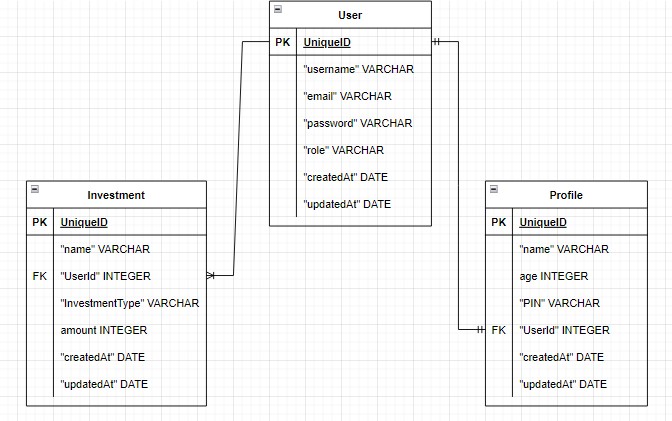 User
PK UniqueID
"username" VARCHAR
"email" VARCHAR
"password" VARCHAR
"role" VARCHAR
"createdAt" DATE
"updatedAt" DATE
Investment
PK UniqueID
"name" VARCHAR
FK "UserId" INTEGER
"InvestmentType" VARCHAR
amount INTEGER
"createdAt" DATE
"updatedAt" DATE
Profile
PK UniqueID
"name" VARCHAR
age INTEGER
"PIN" VARCHAR
FK "UserId" INTEGER
"createdAt" DATE
"updatedAt" DATE